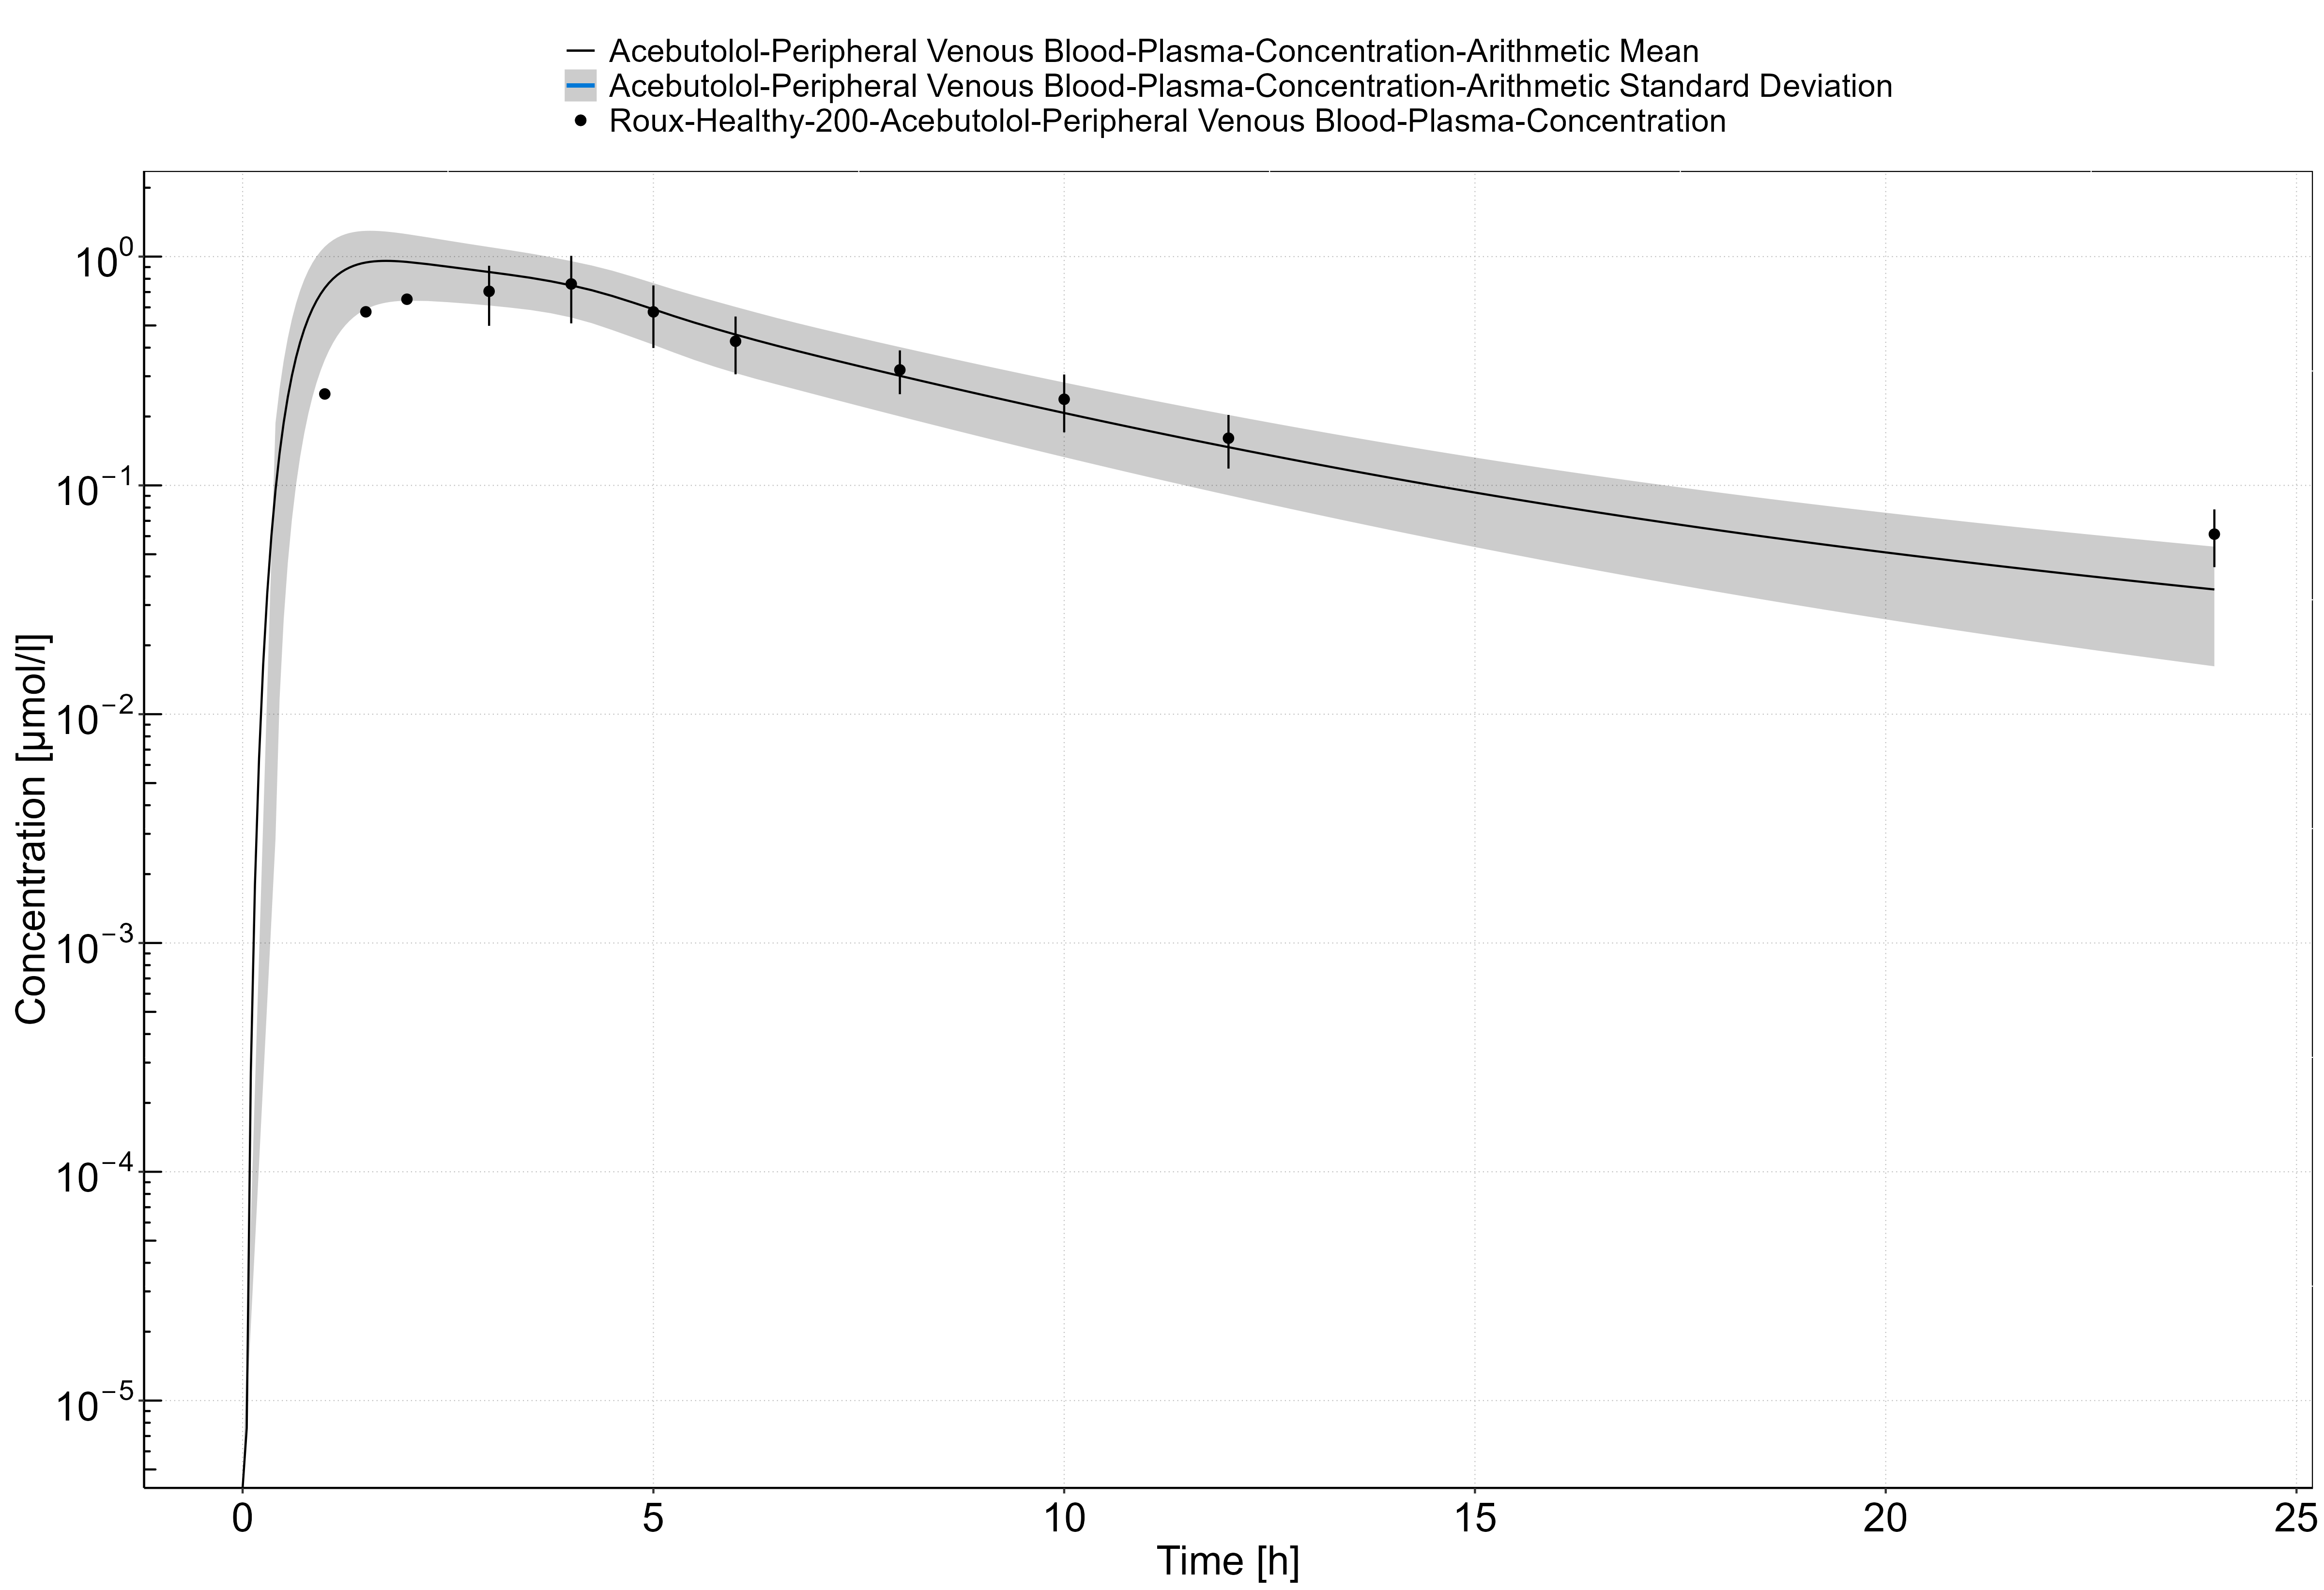 Acebutolol-Peripheral Venous Blood-Plasma-Concentration-Arithmetic Mean
Acebutolol-Peripheral Venous Blood-Plasma-Concentration-Arithmetic Standard Deviation
Roux-Healthy-200-Acebutolol-Peripheral Venous Blood-Plasma-Concentration
Concentration [µmol/l]
10⁰
10⁻¹
10⁻²
10⁻³
10⁻⁴
10⁻⁵
0 5 10 15 20 25
Time [h]